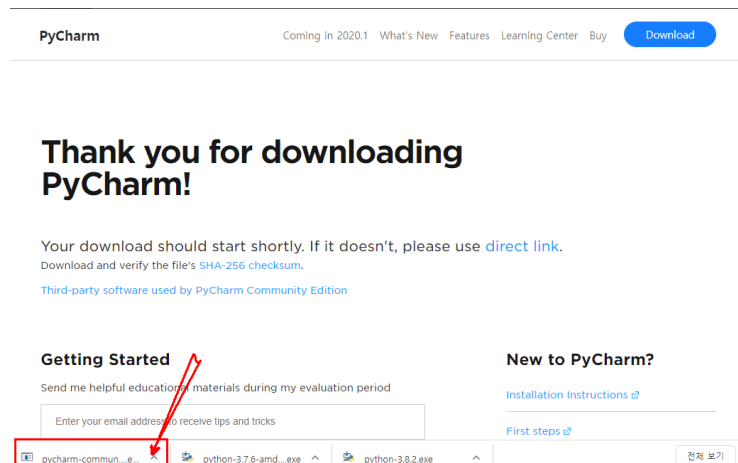 PyCharm
Coming in 2020.1 What's New Features Learning Center Buy Download
Thank you for downloading
PyCharm!
Your download should start shortly. If it doesn't, please use direct link.
Download and verify the file's SHA-256 checksum.
Third-party software used by PyCharm Community Edition
Getting Started
Send me helpful educational materials during my evaluation period
Enter your email address to receive tips and tricks
New to PyCharm?
Installation Instructions
First steps
pycharm-commun....e...
python-3.7.6-amd....exe
python-3.8.2.exe
전체 보기